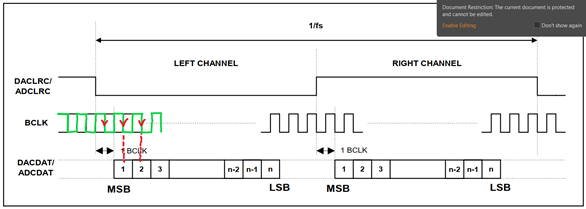 Document Restriction: The current document is protected
and cannot be edited.
Enable Editing
Don't show again
1/fs
LEFT CHANNEL
RIGHT CHANNEL
DACLRC/
ADCLRC
BCLK
1 BCLK
1 BCLK
DACDAT/
ADCDAT
1 2 3 n-2 n-1 n
1 2 3 n-2 n-1 n
MSB
LSB
MSB
LSB